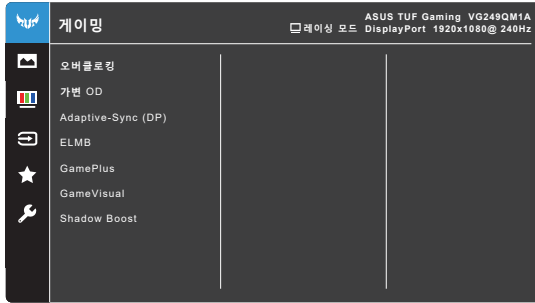 게이밍
레이싱 모드
ASUS TUF Gaming VG249QM1A
DisplayPort 1920x1080@ 240Hz
오버클로킹
가변 OD
Adaptive-Sync (DP)
ELMB
GamePlus
GameVisual
Shadow Boost